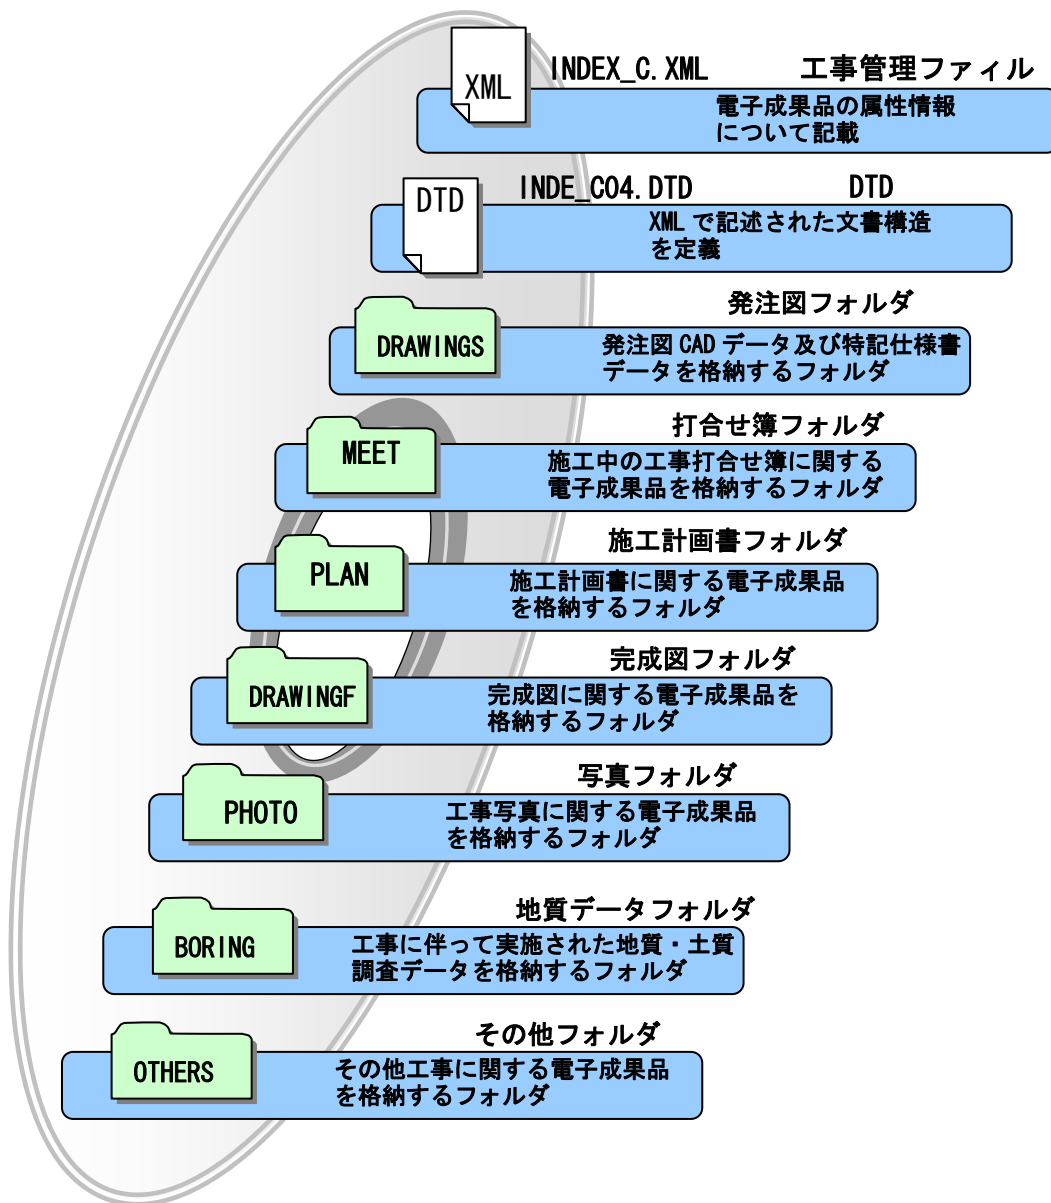 XML
INDEX_C.XML 工事管理ファィル
電子成果品の属性情報
について記載
DTD
INDE_C04.DTD DTD
XMLで記述された文書構造
を定義
発注図フォルダ
DRAWINGS
発注図CADデータ及び特記仕様書
データを格納するフォルダ
打合せ簿フォルダ
MEET
施工中の工事打合せ簿に関する
電子成果品を格納するフォルダ
施工計画書フォルダ
PLAN
施工計画書に関する電子成果品
を格納するフォルダ
完成図フォルダ
DRAWINGF
完成図に関する電子成果品を
格納するフォルダ
写真フォルダ
PHOTO
工事写真に関する電子成果品
を格納するフォルダ
地質データフォルダ
BORING
工事に伴って実施された地質・土質
調査データを格納するフォルダ
その他フォルダ
OTHERS
その他工事に関する電子成果品
を格納するフォルダ